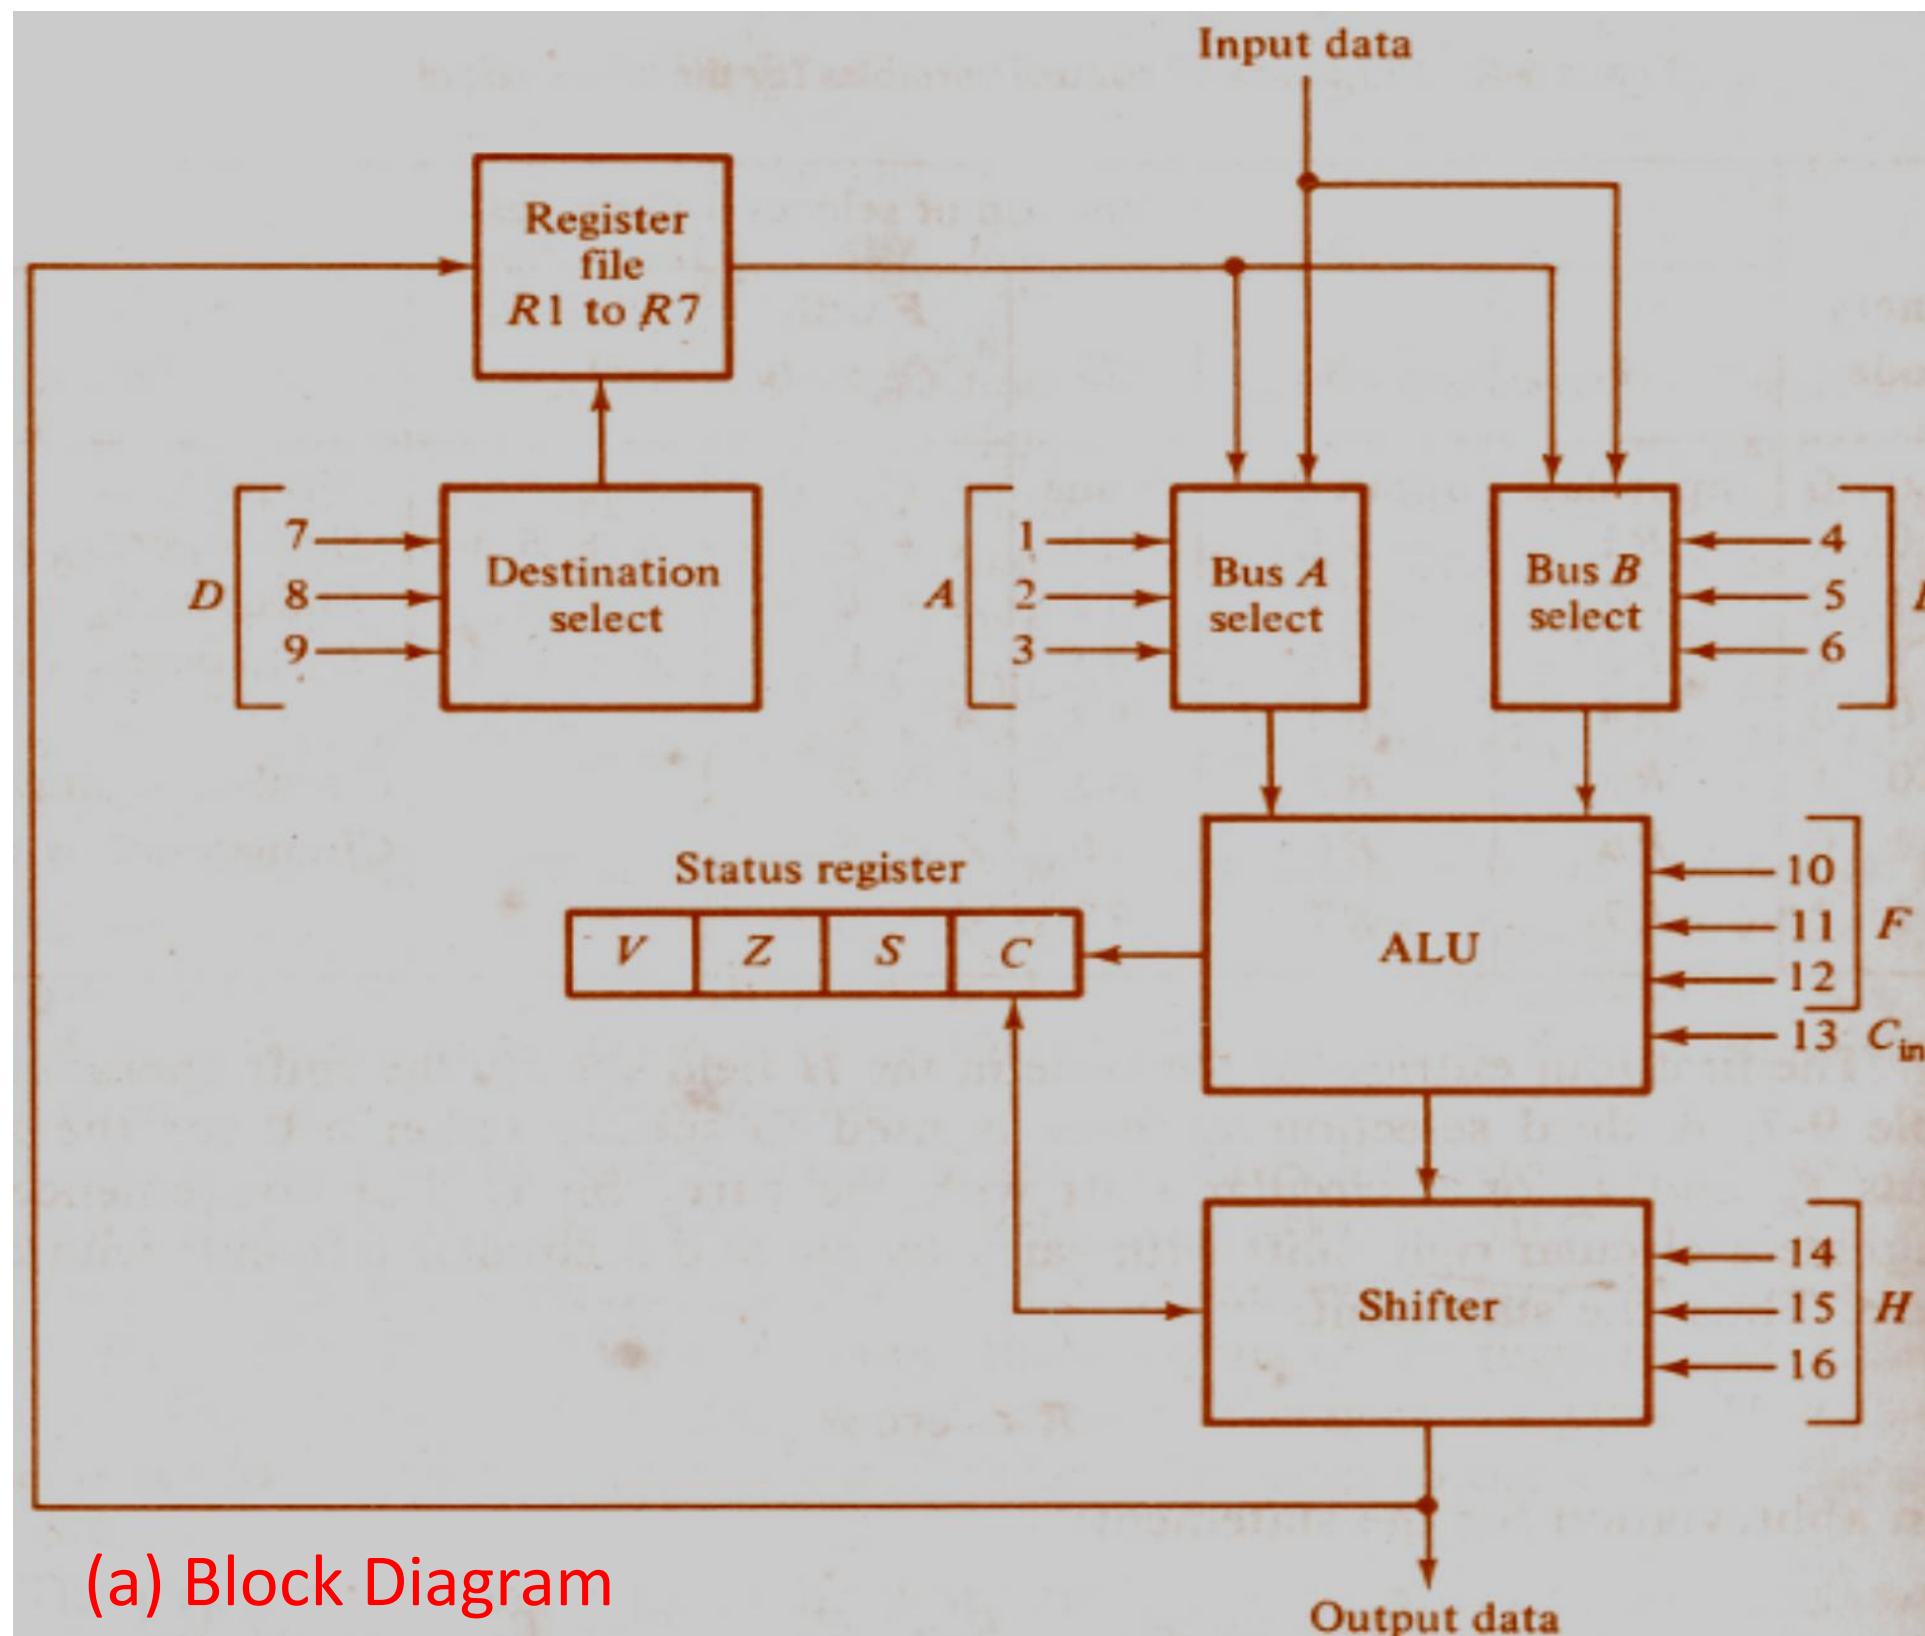 Input data
Register
file
R1 to R7
7
8
9
D
Destination
select
1
2
3
A
Bus A
select
Bus B
select
4
5
6
Status register
V Z S C
ALU
10
11
12
F
13 Cin
Shifter
14
15
16
H
(a) Block Diagram
Output data